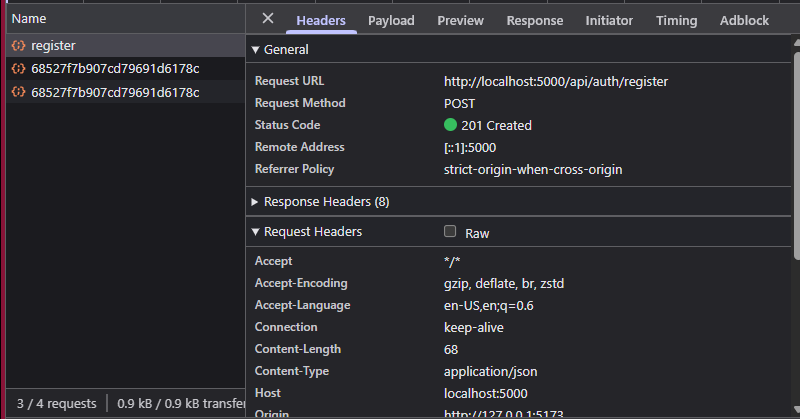 Name
register
68527f7b907cd79691d6178c
68527f7b907cd79691d6178c
3 / 4 requests 0.9 kB / 0.9 kB transfer
Headers Payload Preview Response Initiator Timing Adblock
General
Request URL http://localhost:5000/api/auth/register
Request Method POST
Status Code 201 Created
Remote Address [::1]:5000
Referrer Policy strict-origin-when-cross-origin
Response Headers (8)
Request Headers Raw
Accept */*
Accept-Encoding gzip, deflate, br, zstd
Accept-Language en-US,en;q=0.6
Connection keep-alive
Content-Length 68
Content-Type application/json
Host localhost:5000
Origin http://127.0.0.1:5173